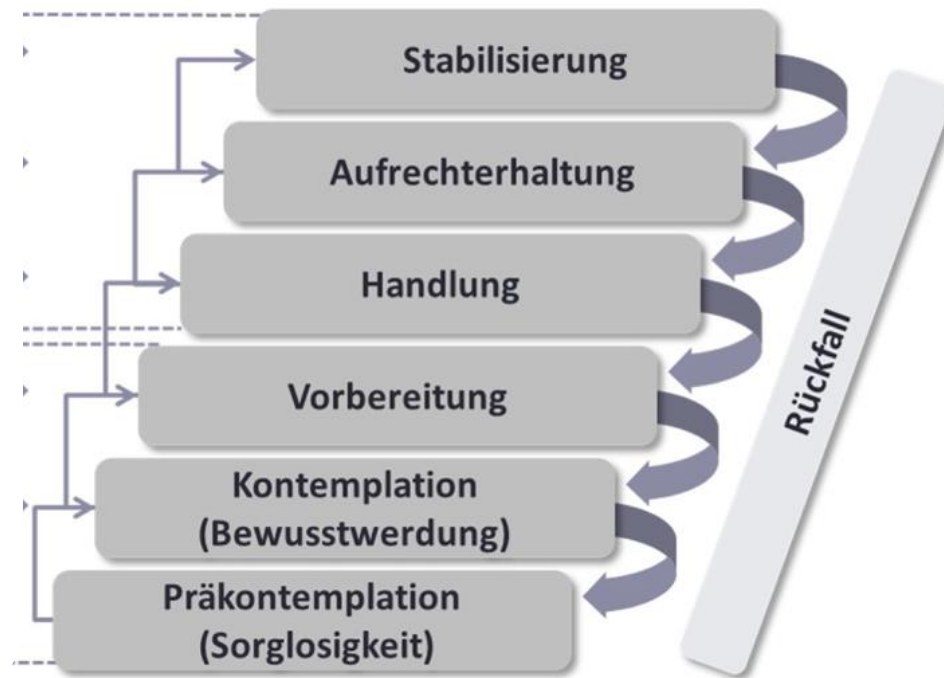 Stabilisierung
Aufrechterhaltung
Handlung
Vorbereitung
Kontemplation
(Bewusstwerdung)
Präkontemplation
(Sorglosigkeit)
Rückfall